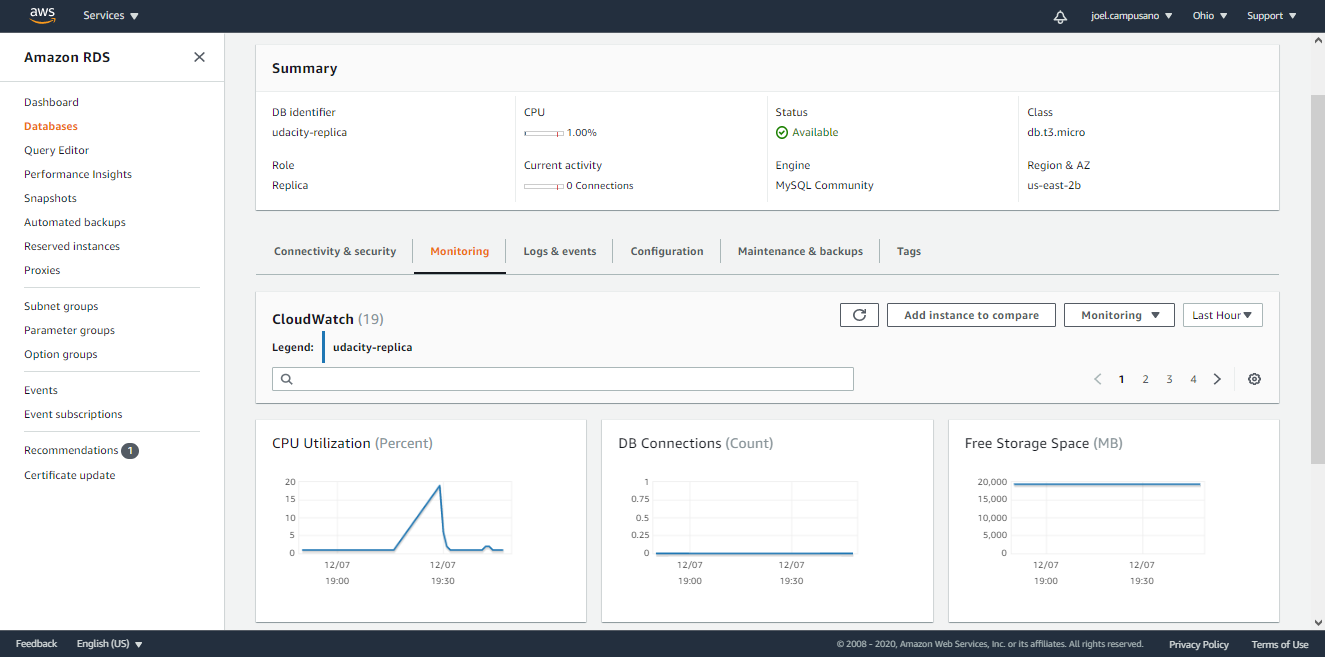 aws Services joel.campusano Ohio Support
Amazon RDS
Dashboard
Databases
Query Editor
Performance Insights
Snapshots
Automated backups
Reserved instances
Proxies
Subnet groups
Parameter groups
Option groups
Events
Event subscriptions
Recommendations 1
Certificate update
Summary
DB identifier
udacity-replica
CPU
1.00%
Status
Available
Class
db.t3.micro
Role
Replica
Current activity
0 Connections
Engine
MySQL Community
Region & AZ
us-east-2b
Connectivity & security Monitoring Logs & events Configuration Maintenance & backups Tags
CloudWatch (19)
Add instance to compare Monitoring Last Hour
Legend: udacity-replica
1 2 3 4
CPU Utilization (Percent)
20
15
10
5
0
12/07 12/07
19:00 19:30
DB Connections (Count)
1
0.75
0.5
0.25
0
12/07 12/07
19:00 19:30
Free Storage Space (MB)
20,000
15,000
10,000
5,000
0
12/07 12/07
19:00 19:30
Feedback English (US) © 2008 - 2020, Amazon Web Services, Inc. or its affiliates. All rights reserved. Privacy Policy Terms of Use